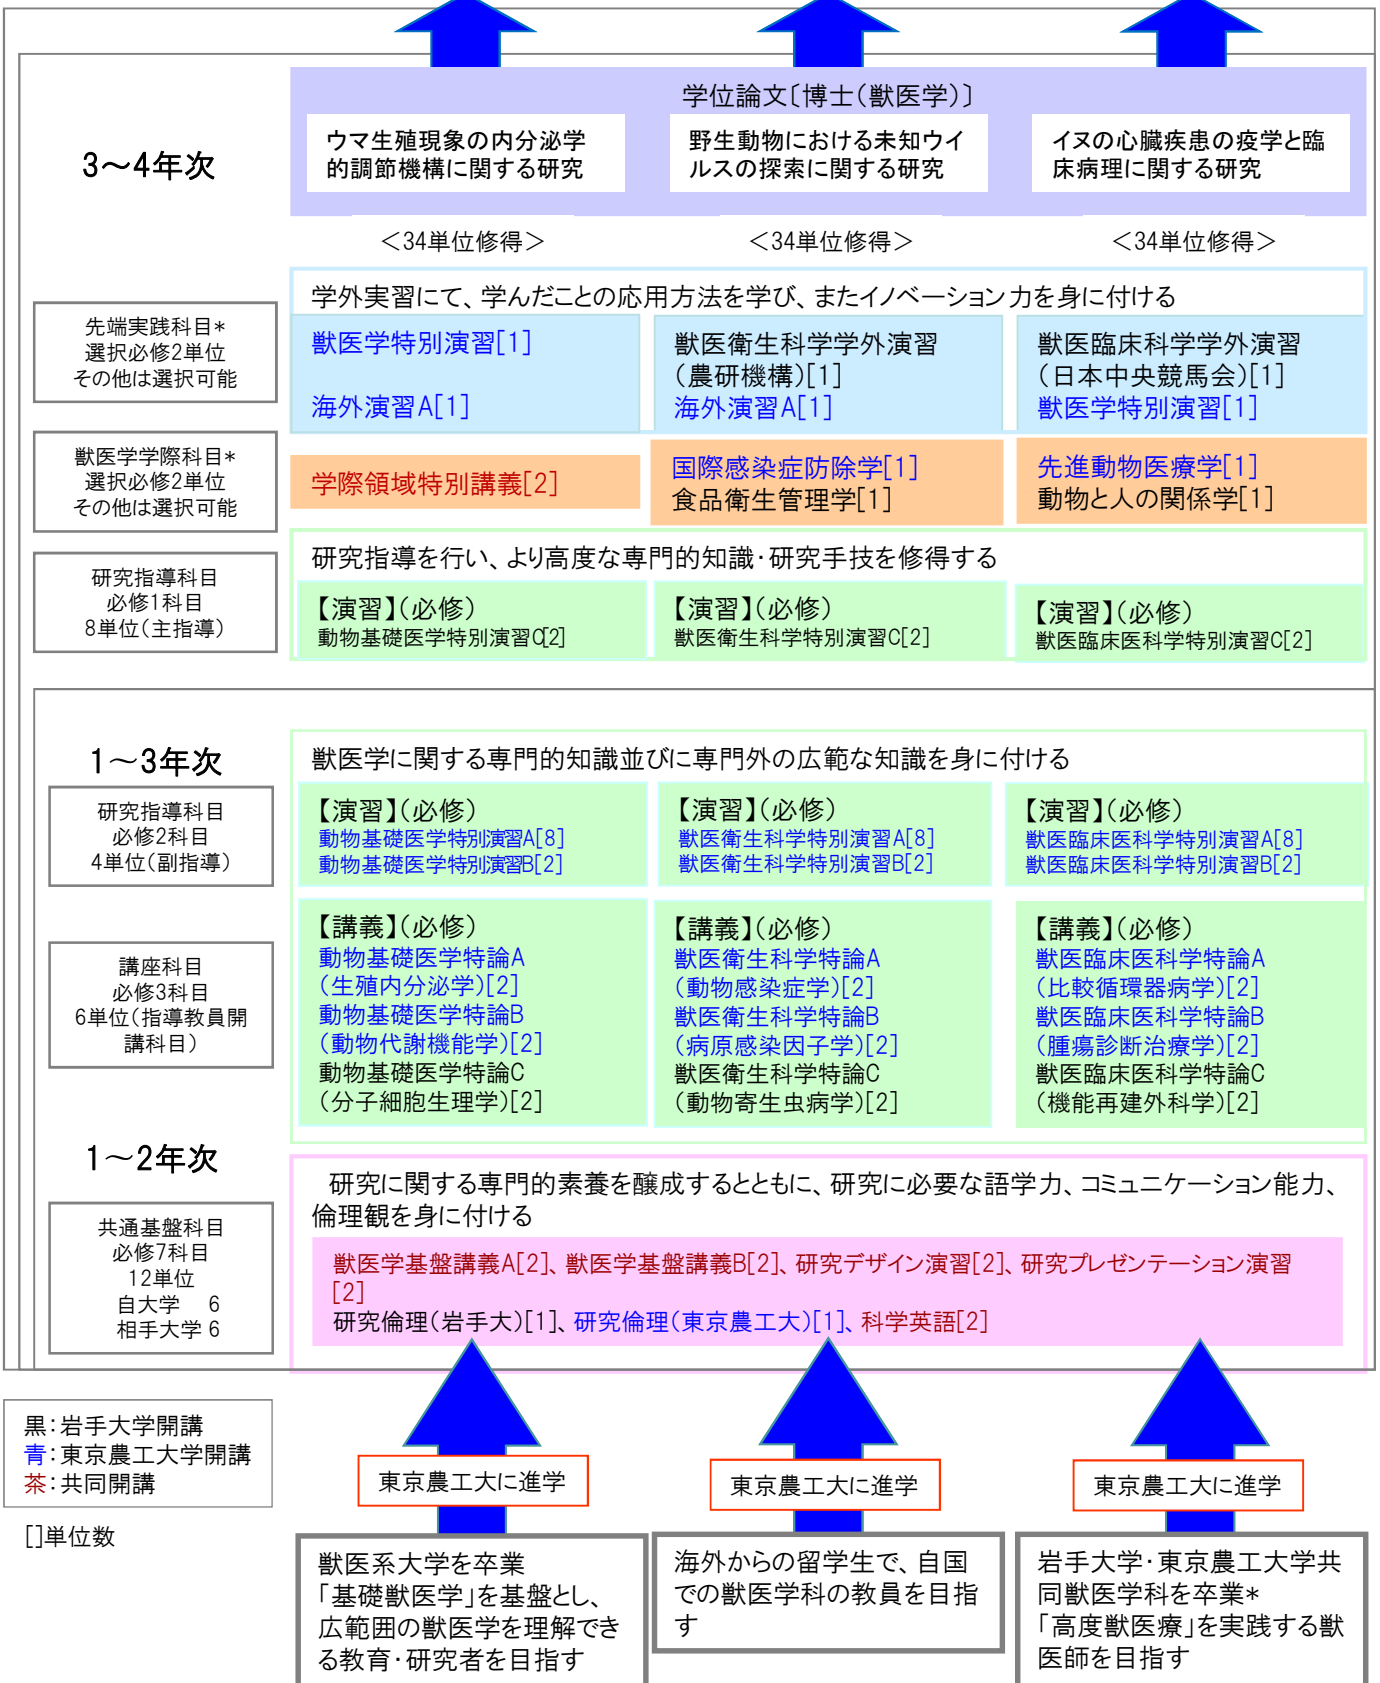 学位論文〔博士(獣医学)〕
3～4年次
ウマ生殖現象の内分泌学
的調節機構に関する研究
野生動物における未知ウイ
ルスの探索に関する研究
イヌの心臓疾患の疫学と臨
床病理に関する研究
＜34単位修得＞
＜34単位修得＞
＜34単位修得＞
学外実習にて、学んだことの応用方法を学び、またイノベーション力を身に付ける
先端実践科目*
選択必修2単位
その他は選択可能
獣医学特別演習[1]
海外演習A[1]
獣医衛生科学学外演習
(農研機構)[1]
海外演習A[1]
獣医臨床科学学外演習
(日本中央競馬会)[1]
獣医学特別演習[1]
獣医学学際科目*
選択必修2単位
その他は選択可能
学際領域特別講義[2]
国際感染症防除学[1]
食品衛生管理学[1]
先進動物医療学[1]
動物と人の関係学[1]
研究指導を行い、より高度な専門的知識・研究手技を修得する
研究指導科目
必修1科目
8単位(主指導)
【演習】(必修)
動物基礎医学特別演習C[2]
【演習】(必修)
獣医衛生科学特別演習C[2]
【演習】(必修)
獣医臨床医科学特別演習C[2]
1～3年次
獣医学に関する専門的知識並びに専門外の広範な知識を身に付ける
研究指導科目
必修2科目
4単位(副指導)
【演習】(必修)
動物基礎医学特別演習A[8]
動物基礎医学特別演習B[2]
【演習】(必修)
獣医衛生科学特別演習A[8]
獣医衛生科学特別演習B[2]
【演習】(必修)
獣医臨床医科学特別演習A[8]
獣医臨床医科学特別演習B[2]
講座科目
必修3科目
6単位(指導教員開
講科目)
【講義】(必修)
動物基礎医学特論A
(生殖内分泌学)[2]
動物基礎医学特論B
(動物代謝機能学)[2]
動物基礎医学特論C
(分子細胞生理学)[2]
【講義】(必修)
獣医衛生科学特論A
(動物感染症学)[2]
獣医衛生科学特論B
(病原感染因子学)[2]
獣医衛生科学特論C
(動物寄生虫病学)[2]
【講義】(必修)
獣医臨床医科学特論A
(比較循環器病学)[2]
獣医臨床医科学特論B
(腫瘍診断治療学)[2]
獣医臨床医科学特論C
(機能再建外科学)[2]
1～2年次
研究に関する専門的素養を醸成するとともに、研究に必要な語学力、コミュニケーション能力、
倫理観を身に付ける
共通基盤科目
必修7科目
12単位
自大学 6
相手大学 6
獣医学基盤講義A[2]、獣医学基盤講義B[2]、研究デザイン演習[2]、研究プレゼンテーション演習
[2]
研究倫理(岩手大)[1]、研究倫理(東京農工大)[1]、科学英語[2]
黒:岩手大学開講
青:東京農工大学開講
茶:共同開講
[]単位数
東京農工大に進学
東京農工大に進学
東京農工大に進学
獣医系大学を卒業
「基礎獣医学」を基盤とし、
広範囲の獣医学を理解でき
る教育・研究者を目指す
海外からの留学生で、自国
での獣医学科の教員を目指
す
岩手大学・東京農工大学共
同獣医学科を卒業*
「高度獣医療」を実践する獣
医師を目指す